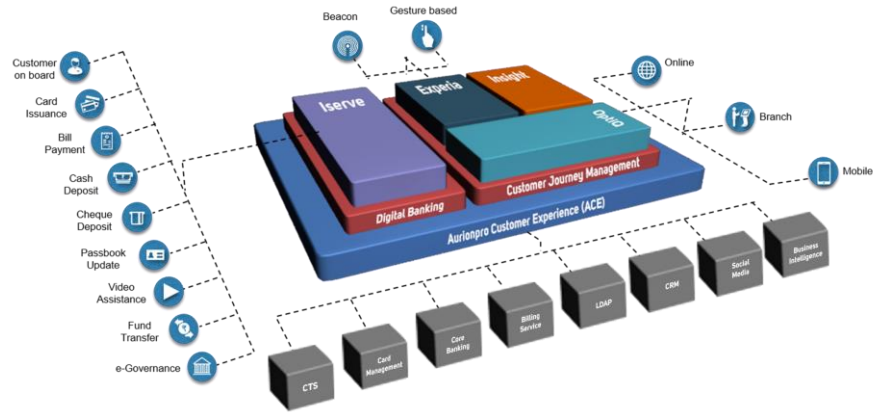 Beacon
Gesture based
Customer
on board
Card
Issuance
Bill
Payment
Cash
Deposit
Cheque
Deposit
Passbook
Update
Video
Assistance
Fund
Transfer
e-Governance
Iserve
Experia
Insight
OptiQ
Digital Banking
Customer Journey Management
Aurionpro Customer Experience (ACE)
Online
Branch
Mobile
CTS
Card
Management
Core
Banking
Billing
Service
LDAP
CRM
Social
Media
Business
Intelligence